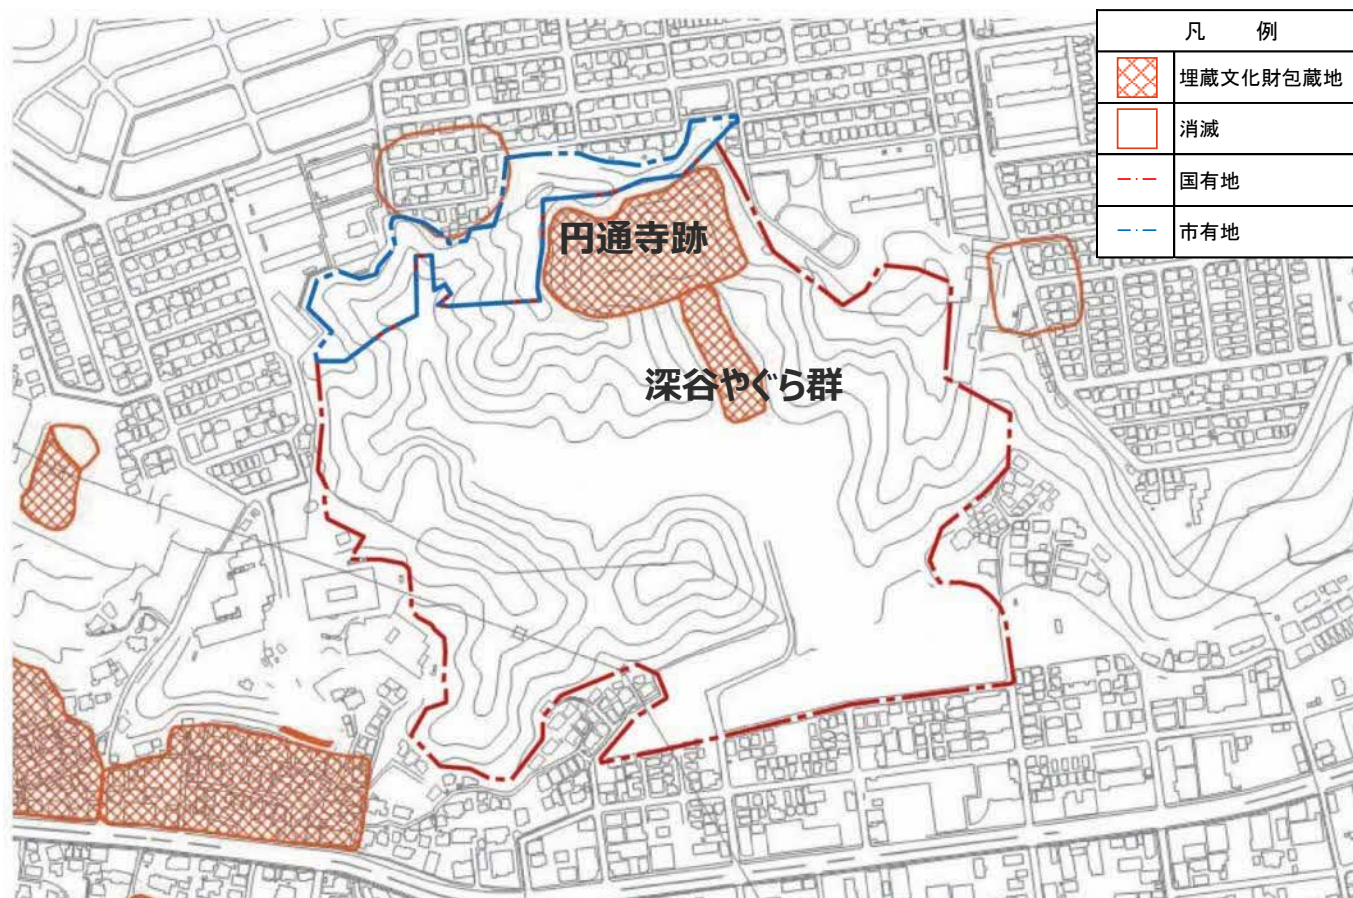 凡 例
埋蔵文化財包蔵地
消滅
国有地
市有地
円通寺跡
深谷やぐら群